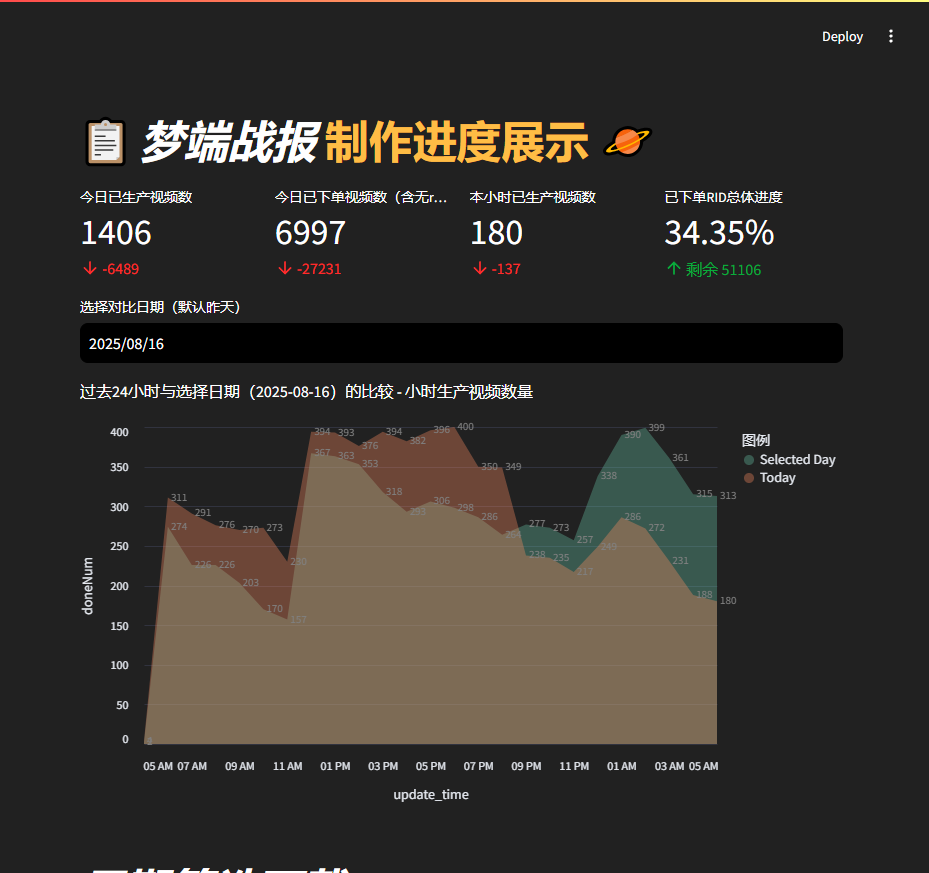 Deploy
梦端战报 制作进度展示
今日已生产视频数
1406
-6489
今日已下单视频数（含无r...
6997
-27231
本小时已生产视频数
180
-137
已下单RID总体进度
34.35%
剩余 51106
选择对比日期（默认昨天）
2025/08/16
过去24小时与选择日期（2025-08-16）的比较 - 小时生产视频数量
400
350
300
250
200
150
100
50
0
doneNum
311 291 276 270 273 230 394 393 376 394 382 396 400 350 349 238 235 217 249 286 272 231 188 180
274 226 226 203 170 157 367 363 353 318 293 306 298 286 264 277 273 257 338 390 399 361 315 313
0
05 AM 07 AM 09 AM 11 AM 01 PM 03 PM 05 PM 07 PM 09 PM 11 PM 01 AM 03 AM 05 AM
update_time
图例
Selected Day
Today